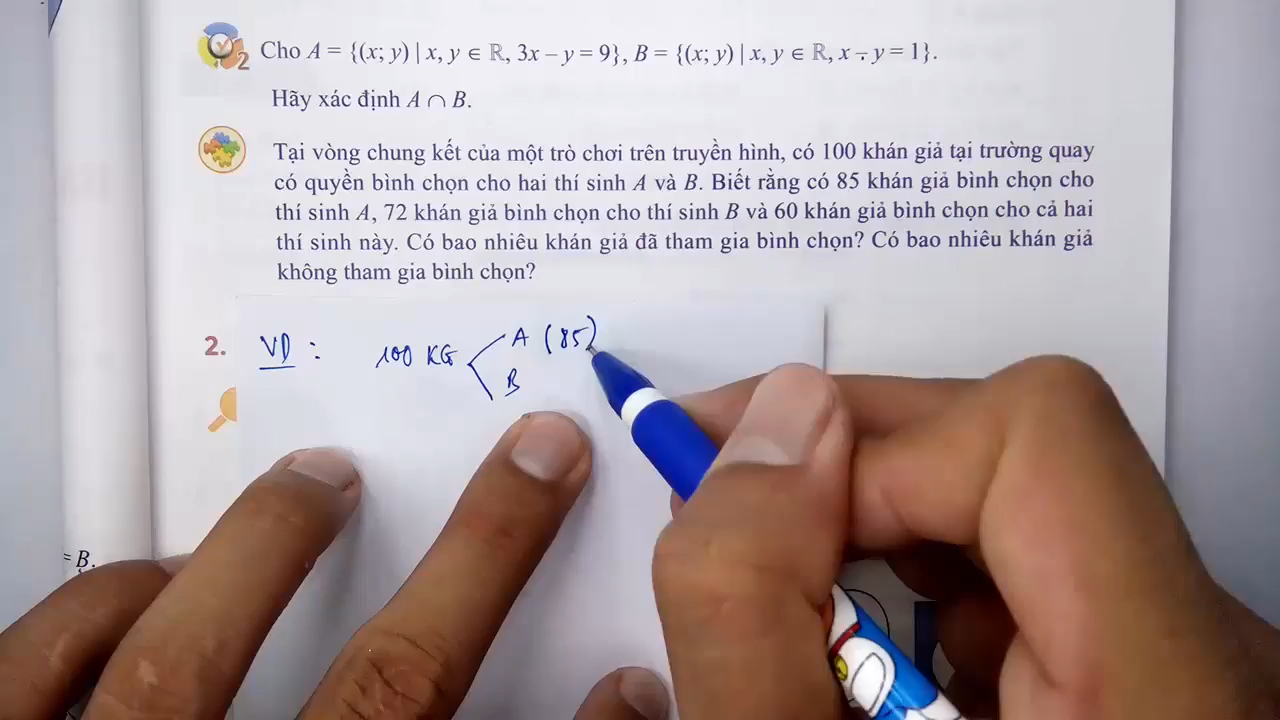 2 Cho A = {(x; y) | x, y ∈ ℝ, 3x – y = 9}, B = {(x; y) | x, y ∈ ℝ, x – y = 1}.
Hãy xác định A ∩ B.
Tại vòng chung kết của một trò chơi trên truyền hình, có 100 khán giả tại trường quay
có quyền bình chọn cho hai thí sinh A và B. Biết rằng có 85 khán giả bình chọn cho
thí sinh A, 72 khán giả bình chọn cho thí sinh B và 60 khán giả bình chọn cho cả hai
thí sinh này. Có bao nhiêu khán giả đã tham gia bình chọn? Có bao nhiêu khán giả
không tham gia bình chọn?
2. VD : 100 KG A (85)
B
= B.